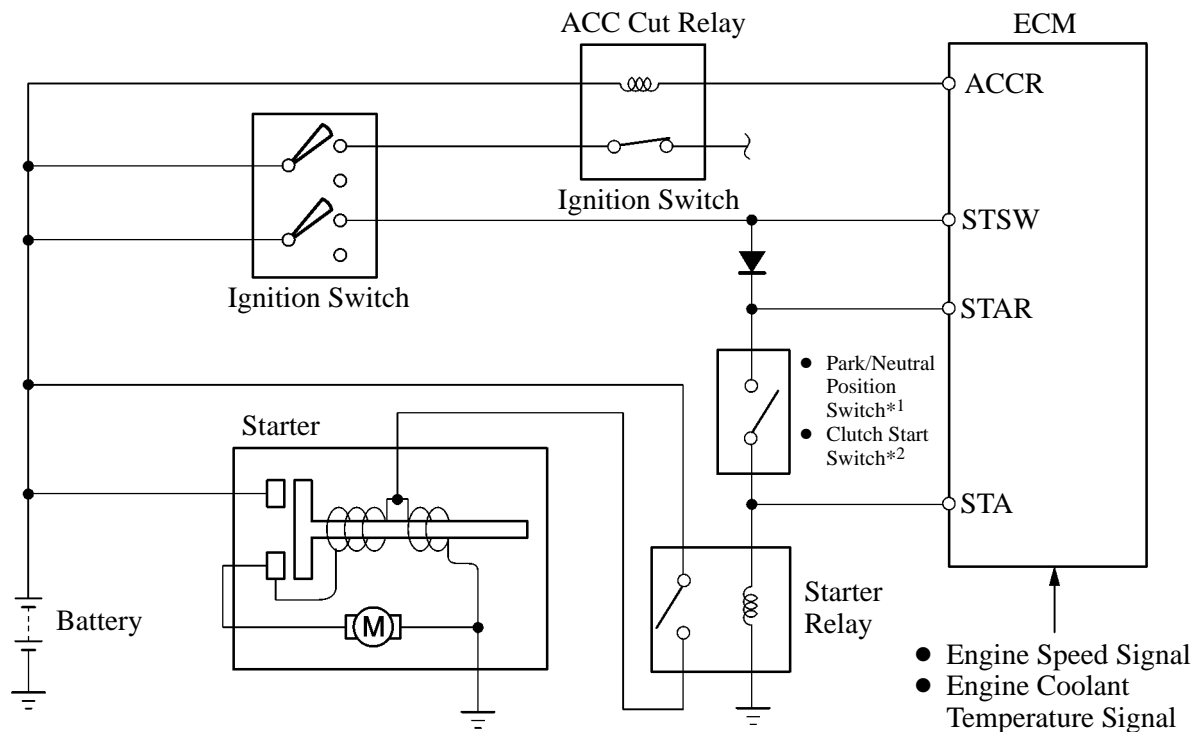 ACC Cut Relay
ECM
ACCR
Ignition Switch
STSW
Ignition Switch
STAR
● Park/Neutral
Position
Switch*1
● Clutch Start
Switch*2
Starter
STA
Starter
Relay
Battery
M
● Engine Speed Signal
● Engine Coolant
Temperature Signal